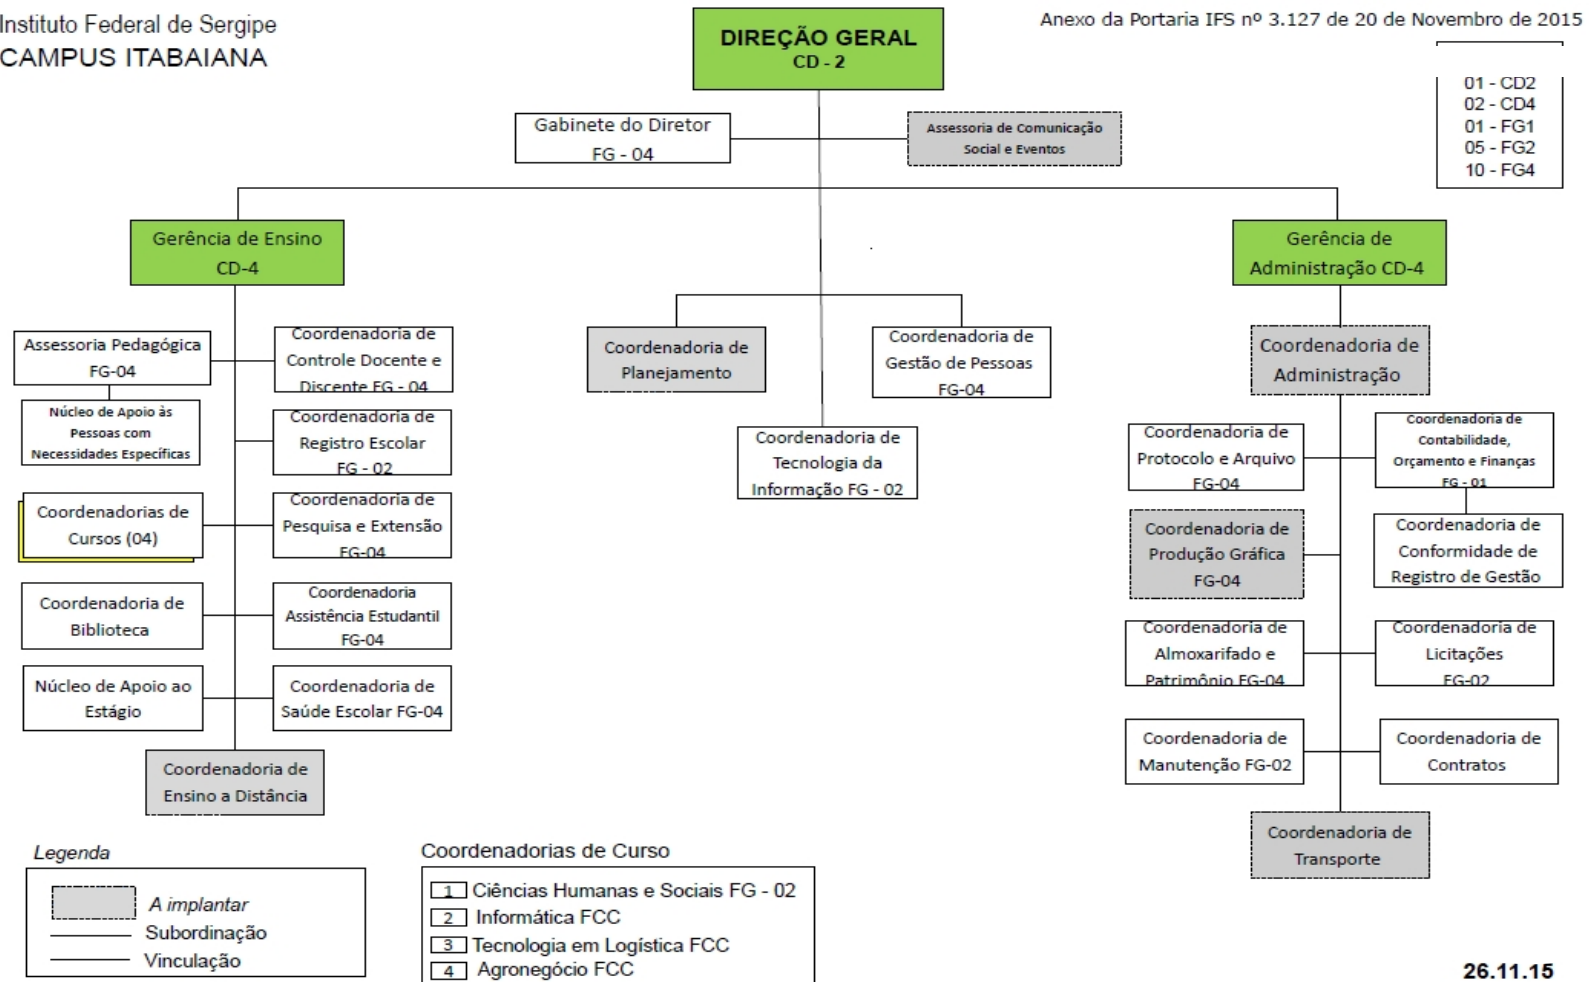 Instituto Federal de Sergipe
CAMPUS ITABAIANA
DIREÇÃO GERAL
CD - 2
Anexo da Portaria IFS nº 3.127 de 20 de Novembro de 2015
01 - CD2
02 - CD4
01 - FG1
05 - FG2
10 - FG4
Gabinete do Diretor
FG - 04
Assessoria de Comunicação
Social e Eventos
Gerência de Ensino
CD-4
Gerência de
Administração CD-4
Assessoria Pedagógica
FG-04
Coordenadoria de
Controle Docente e
Discente FG - 04
Núcleo de Apoio às
Pessoas com
Necessidades Específicas
Coordenadoria de
Registro Escolar
FG - 02
Coordenadorias de
Cursos (04)
Coordenadoria de
Pesquisa e Extensão
FG-04
Coordenadoria de
Biblioteca
Coordenadoria
Assistência Estudantil
FG-04
Núcleo de Apoio ao
Estágio
Coordenadoria de
Saúde Escolar FG-04
Coordenadoria de
Ensino a Distância
Coordenadoria de
Planejamento
Coordenadoria de
Gestão de Pessoas
FG-04
Coordenadoria de
Tecnologia da
Informação FG - 02
Coordenadoria de
Administração
Coordenadoria de
Protocolo e Arquivo
FG-04
Coordenadoria de
Contabilidade,
Orçamento e Finanças
FG - 01
Coordenadoria de
Produção Gráfica
FG-04
Coordenadoria de
Conformidade de
Registro de Gestão
Coordenadoria de
Almoxarifado e
Patrimônio FG-04
Coordenadoria de
Licitações
FG-02
Coordenadoria de
Manutenção FG-02
Coordenadoria de
Contratos
Coordenadoria de
Transporte
Legenda
A implantar
Subordinação
Vinculação
Coordenadorias de Curso
1 Ciências Humanas e Sociais FG - 02
2 Informática FCC
3 Tecnologia em Logística FCC
4 Agronegócio FCC
26.11.15